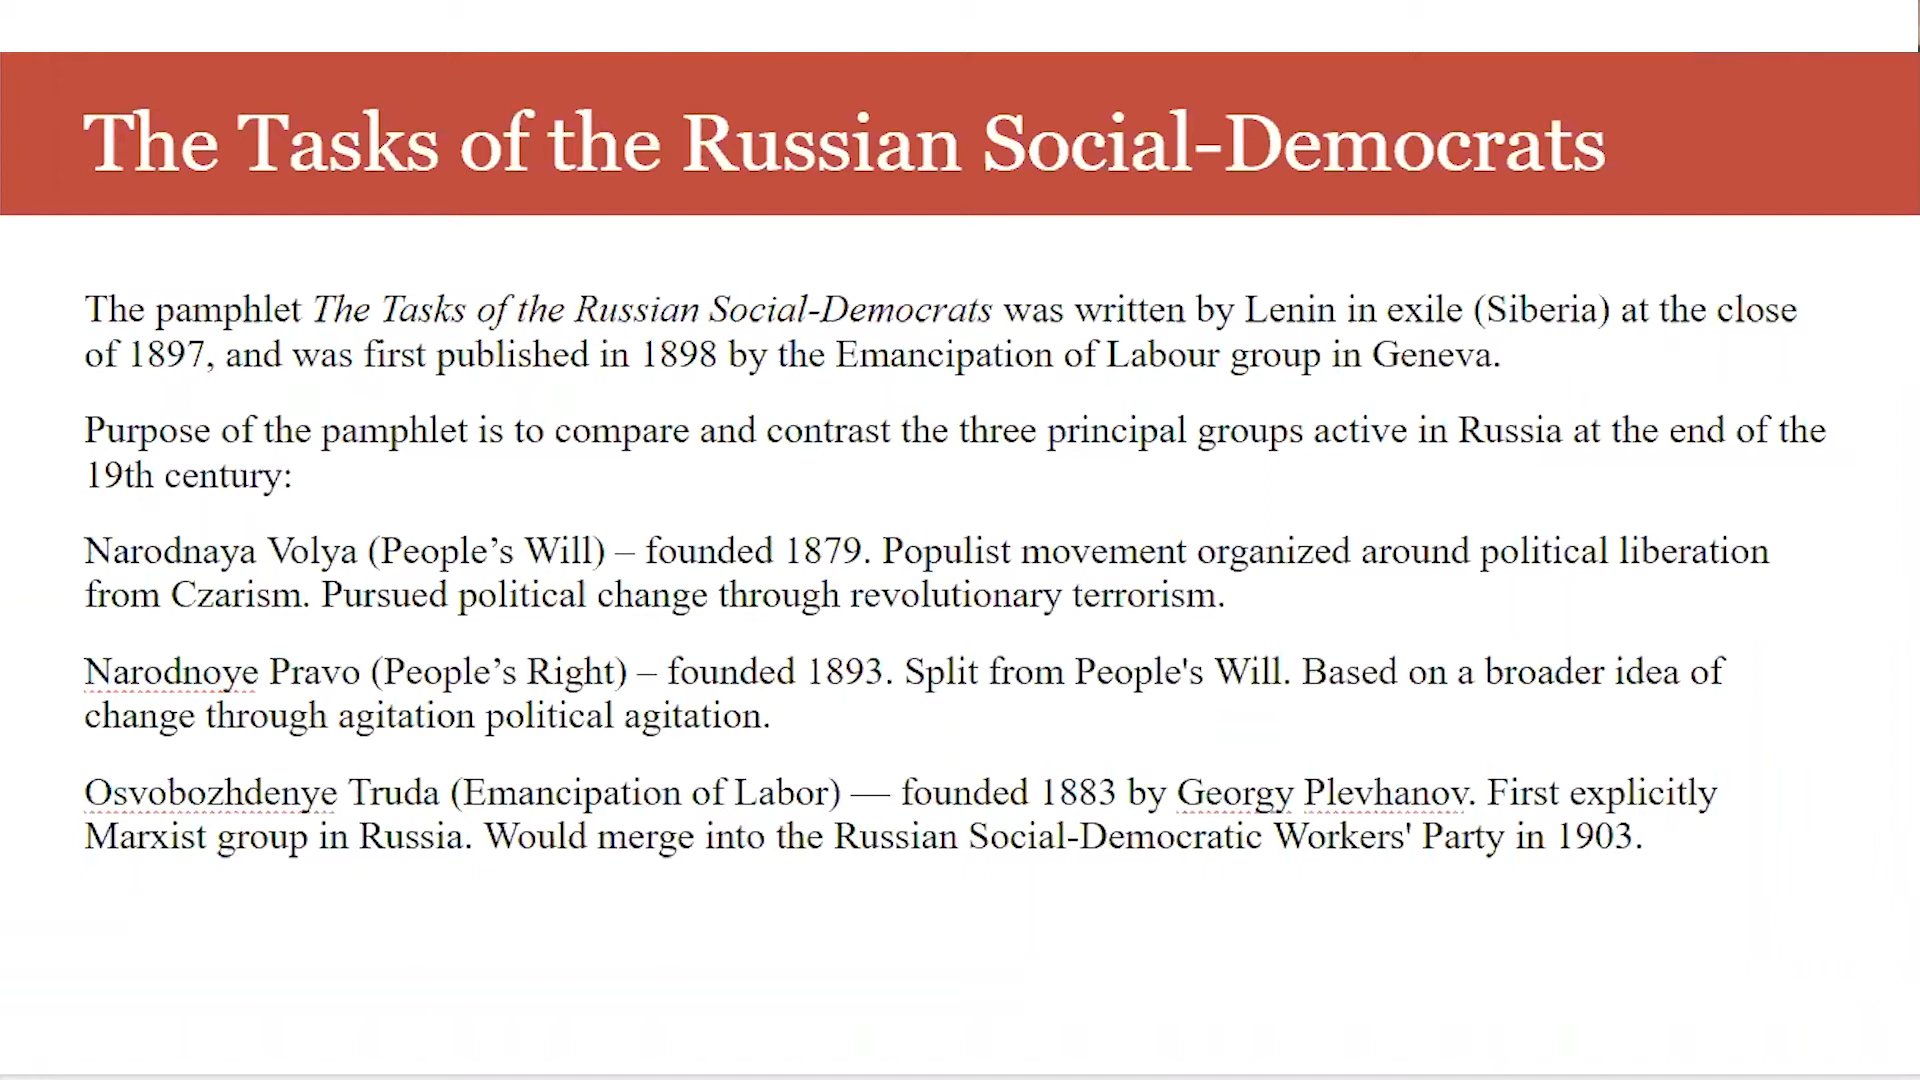 The Tasks of the Russian Social-Democrats
The pamphlet The Tasks of the Russian Social-Democrats was written by Lenin in exile (Siberia) at the close
of 1897, and was first published in 1898 by the Emancipation of Labour group in Geneva.
Purpose of the pamphlet is to compare and contrast the three principal groups active in Russia at the end of the
19th century:
Narodnaya Volya (People’s Will) – founded 1879. Populist movement organized around political liberation
from Czarism. Pursued political change through revolutionary terrorism.
Narodnoye Pravo (People’s Right) – founded 1893. Split from People's Will. Based on a broader idea of
change through agitation political agitation.
Osvobozhdenye Truda (Emancipation of Labor) — founded 1883 by Georgy Plevhanov. First explicitly
Marxist group in Russia. Would merge into the Russian Social-Democratic Workers' Party in 1903.